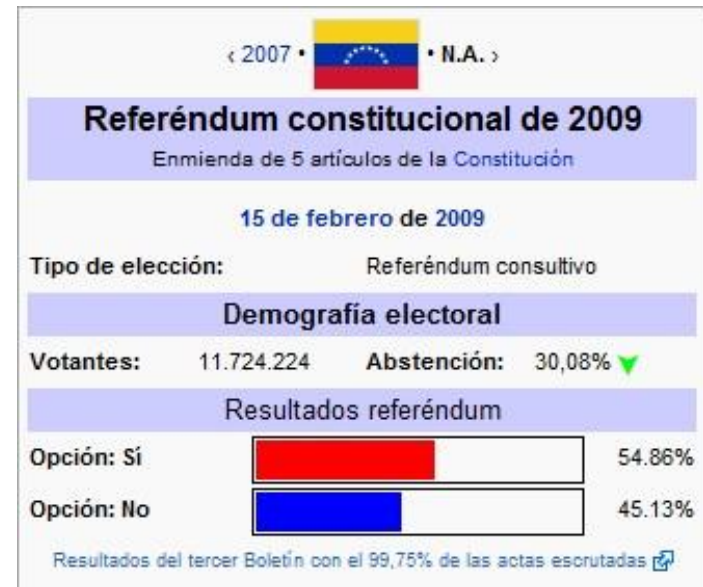 ‹ 2007 • • N.A. ›
Referéndum constitucional de 2009
Enmienda de 5 artículos de la Constitución
15 de febrero de 2009
Tipo de elección: Referéndum consultivo
Demografía electoral
Votantes: 11.724.224 Abstención: 30,08%
Resultados referéndum
Opción: Sí 54.86%
Opción: No 45.13%
Resultados del tercer Boletín con el 99,75% de las actas escrutadas